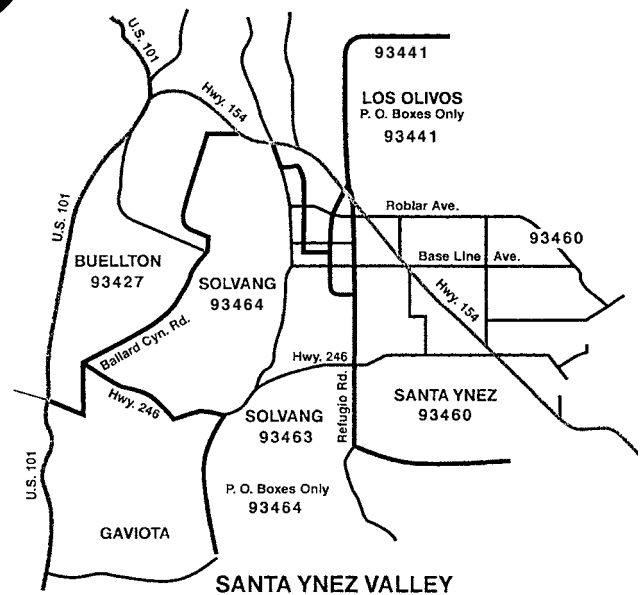 U.S. 101
93441
Hwy. 154
LOS OLIVOS
P. O. Boxes Only
93441
Roblar Ave.
U.S. 101
93460
BUELLTON
93427
Base Line Ave.
SOLVANG
93464
Hwy. 154
Ballard Cyn. Rd.
Hwy. 246
Hwy. 246
Refugio Rd.
SANTA YNEZ
93460
SOLVANG
93463
U.S. 101
P. O. Boxes Only
93464
GAVIOTA
SANTA YNEZ VALLEY